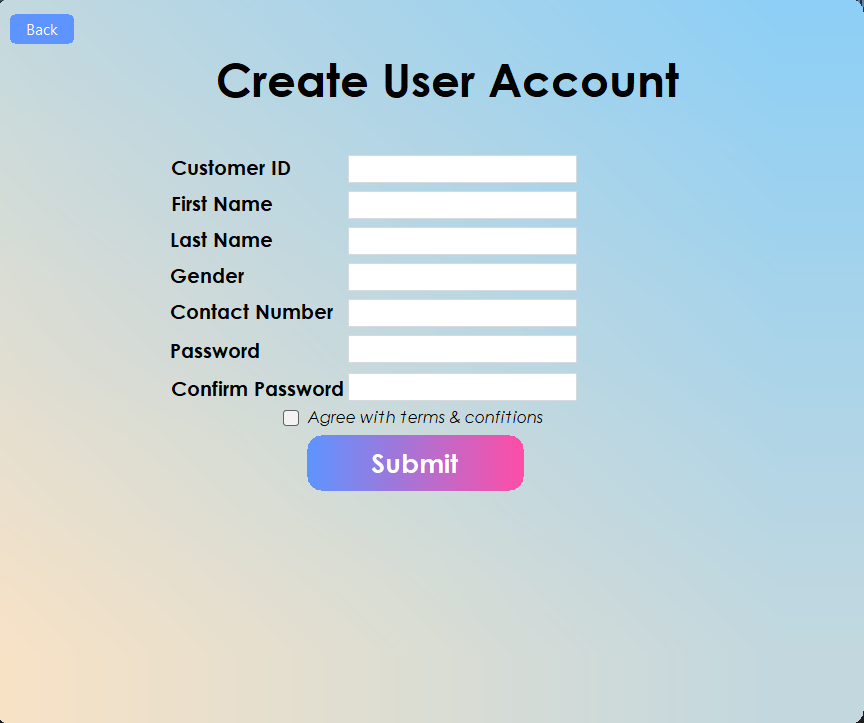 Back
Create User Account
Customer ID
First Name
Last Name
Gender
Contact Number
Password
Confirm Password
Agree with terms & confitions
Submit